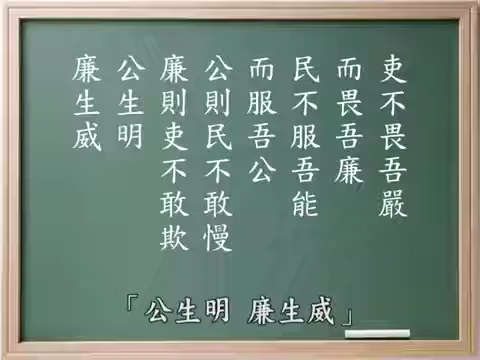 吏不畏吾嚴
而畏吾廉
民不服吾能
而服吾公
公則民不敢慢
廉則吏不敢欺
公生明
廉生威
「公生明 廉生威」